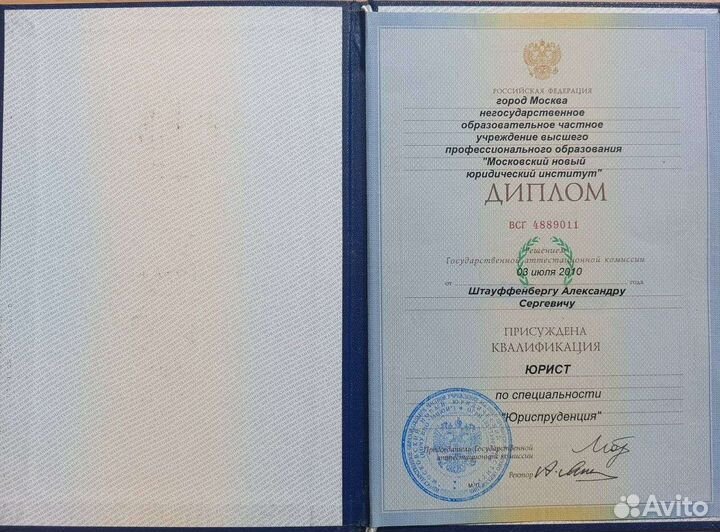 РОССИЙСКАЯ ФЕДЕРАЦИЯ
город Москва
негосударственное
образовательное частное
учреждение высшего
профессионального образования
"Московский новый
юридический институт"
ДИПЛОМ
ВСГ 4889011
Решением
Государственной аттестационной комиссии
03 июля 2010
от года
Штауффенбергу Александру
Сергеевичу
ПРИСУЖДЕНА
КВАЛИФИКАЦИЯ
ЮРИСТ
по специальности
"Юриспруденция"
Председатель Государственной
аттестационной комиссии
Ректор
М.П.
Avito